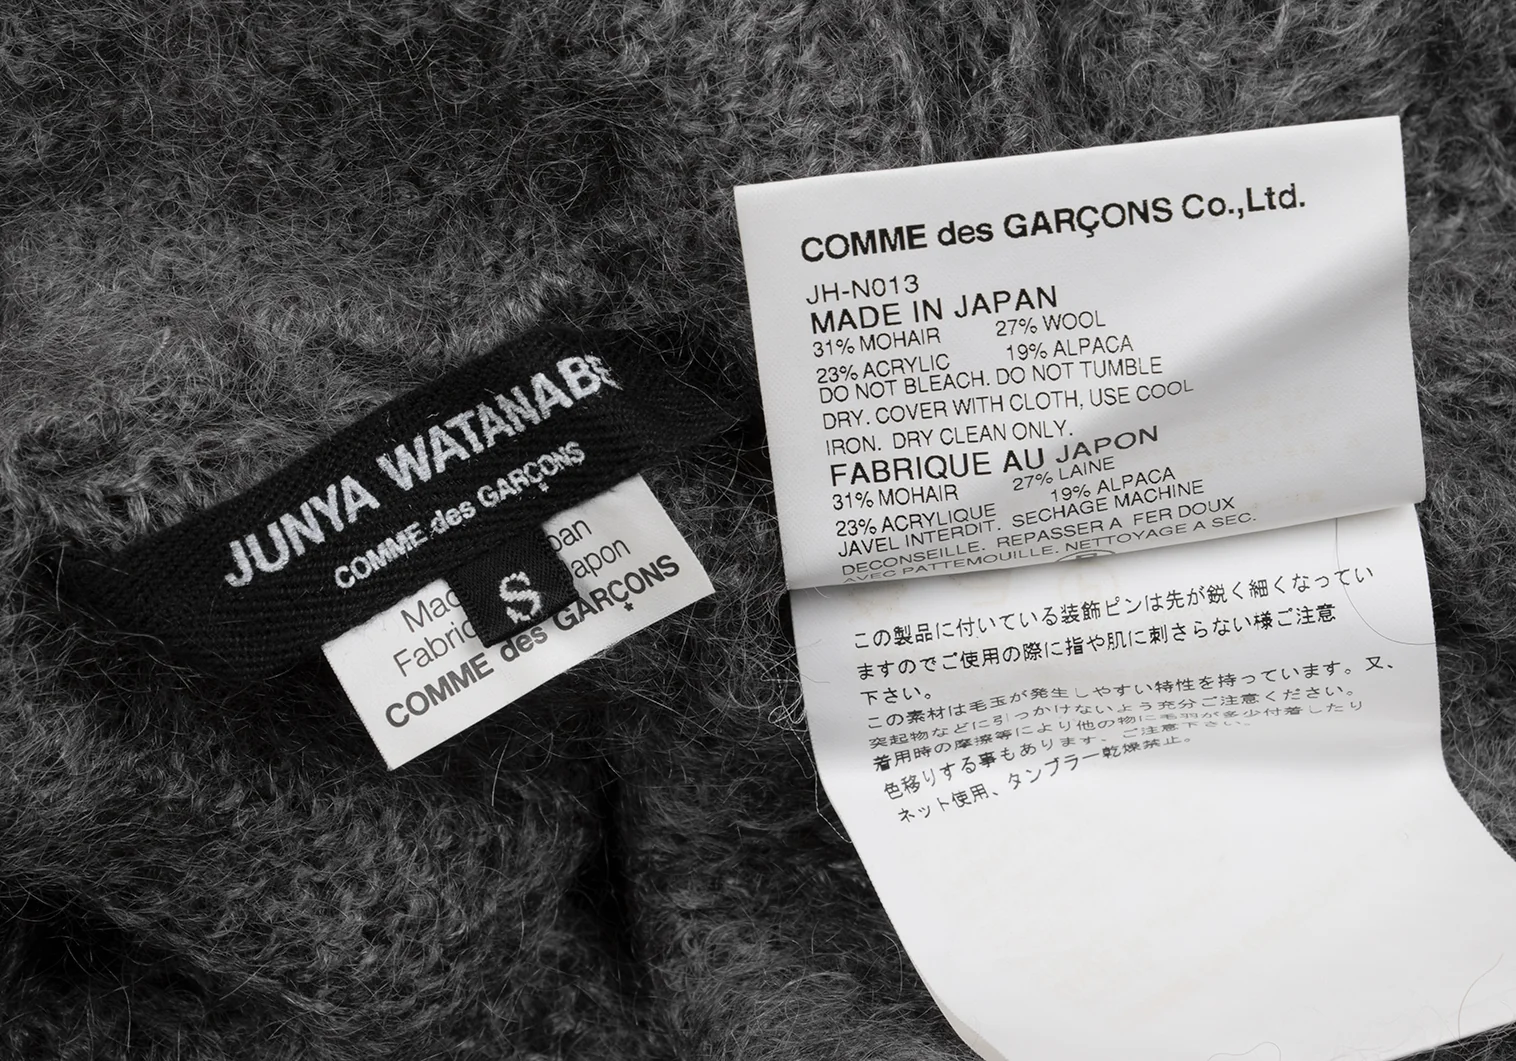 JUNYA WATANABE
COMME des GARÇONS
S
COMME des GARÇONS
COMME des GARÇONS Co.,Ltd.
JH-N013
MADE IN JAPAN
31% MOHAIR 27% WOOL
23% ACRYLIC 19% ALPACA
DO NOT BLEACH. DO NOT TUMBLE
DRY. COVER WITH CLOTH, USE COOL
IRON. DRY CLEAN ONLY.
FABRIQUE AU JAPON
31% MOHAIR 27% LAINE
23% ACRYLIQUE 19% ALPACA
JAVEL INTERDIT. SECHAGE MACHINE
DECONSEILLE. REPASSER A FER DOUX
AVEC PATTEMOUILLE. NETTOYAGE A SEC.
この製品に付いている装飾ピンは先が鋭く細くなってい
ますのでご使用の際に指や肌に刺さらない様ご注意
下さい。
この素材は毛玉が発生しやすい特性を持っています。又、
突起物などに引っかけないよう充分ご注意ください。
着用時の摩擦等により他の物に毛羽が多少付着したり
色移りする事もあります、ご注意下さい。
ネット使用、タンブラー乾燥禁止。